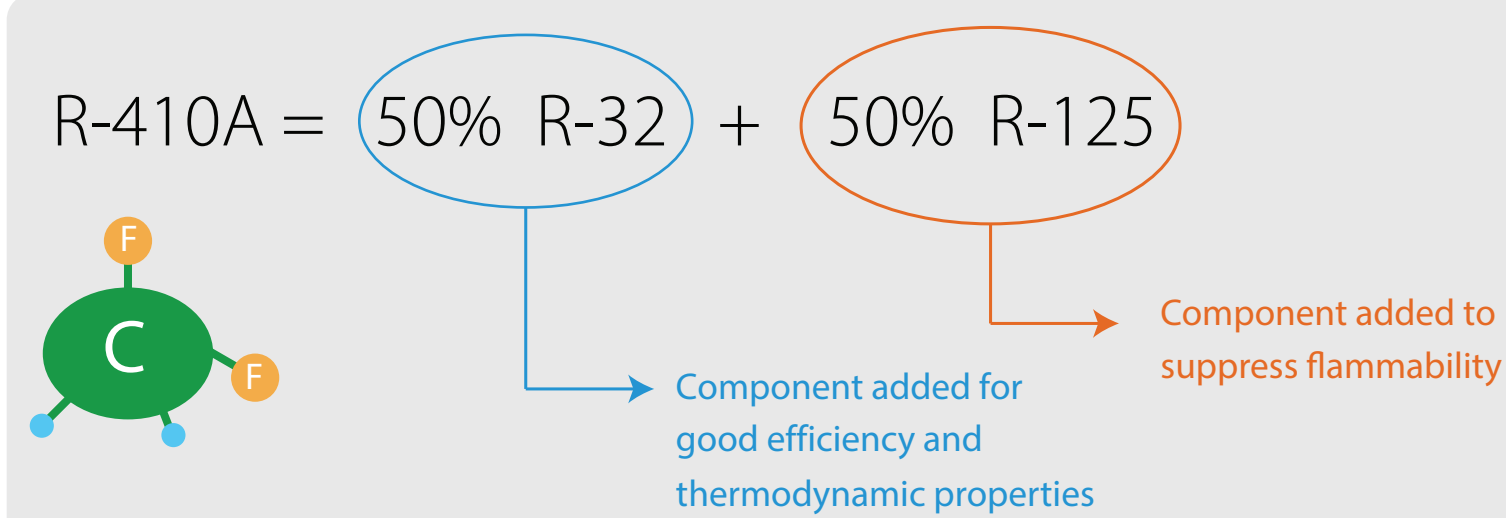 R-410A = 50% R-32 + 50% R-125
F
C
F
Component added to
suppress flammability
Component added for
good efficiency and
thermodynamic properties